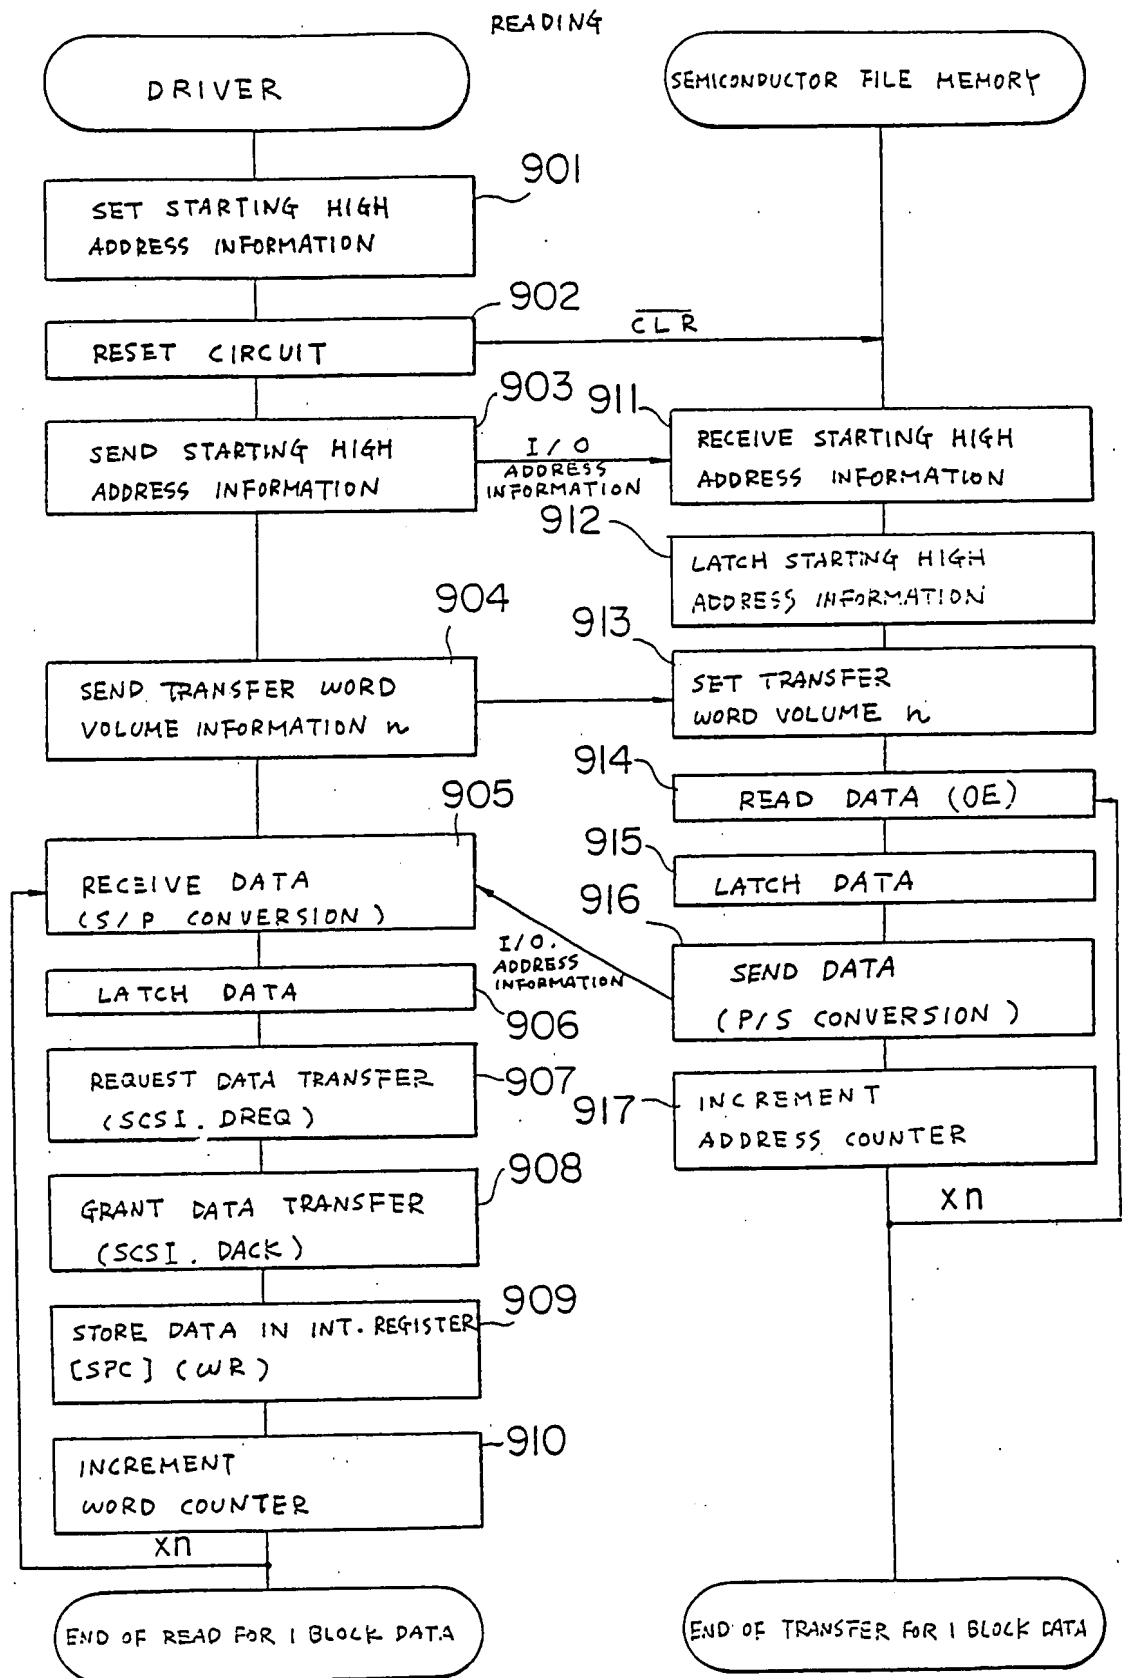 READING
DRIVER
SEMICONDUCTOR FILE MEMORY
901
SET STARTING HIGH
ADDRESS INFORMATION
902
RESET CIRCUIT
CLR
903
SEND STARTING HIGH
ADDRESS INFORMATION
I/O
ADDRESS
INFORMATION
911
RECEIVE STARTING HIGH
ADDRESS INFORMATION
912
LATCH STARTING HIGH
ADDRESS INFORMATION
904
SEND TRANSFER WORD
VOLUME INFORMATION n
913
SET TRANSFER
WORD VOLUME n
914
READ DATA (OE)
905
RECEIVE DATA
(S/P CONVERSION)
915
LATCH DATA
916
SEND DATA
(P/S CONVERSION)
I/O.
ADDRESS
INFORMATION
LATCH DATA
906
REQUEST DATA TRANSFER
(SCSI. DREQ)
907
917
INCREMENT
ADDRESS COUNTER
xn
GRANT DATA TRANSFER
(SCSI. DACK)
908
STORE DATA IN INT. REGISTER
[SPC] (WR)
909
INCREMENT
WORD COUNTER
910
xn
END OF READ FOR 1 BLOCK DATA
END OF TRANSFER FOR 1 BLOCK DATA